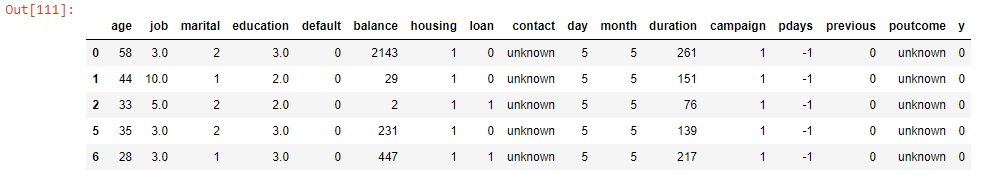 Out[111]:
age job marital education default balance housing loan contact day month duration campaign pdays previous poutcome y
0 58 3.0 2 3.0 0 2143 1 0 unknown 5 5 261 1 -1 0 unknown 0
1 44 10.0 1 2.0 0 29 1 0 unknown 5 5 151 1 -1 0 unknown 0
2 33 5.0 2 2.0 0 2 1 1 unknown 5 5 76 1 -1 0 unknown 0
5 35 3.0 2 3.0 0 231 1 0 unknown 5 5 139 1 -1 0 unknown 0
6 28 3.0 1 3.0 0 447 1 1 unknown 5 5 217 1 -1 0 unknown 0